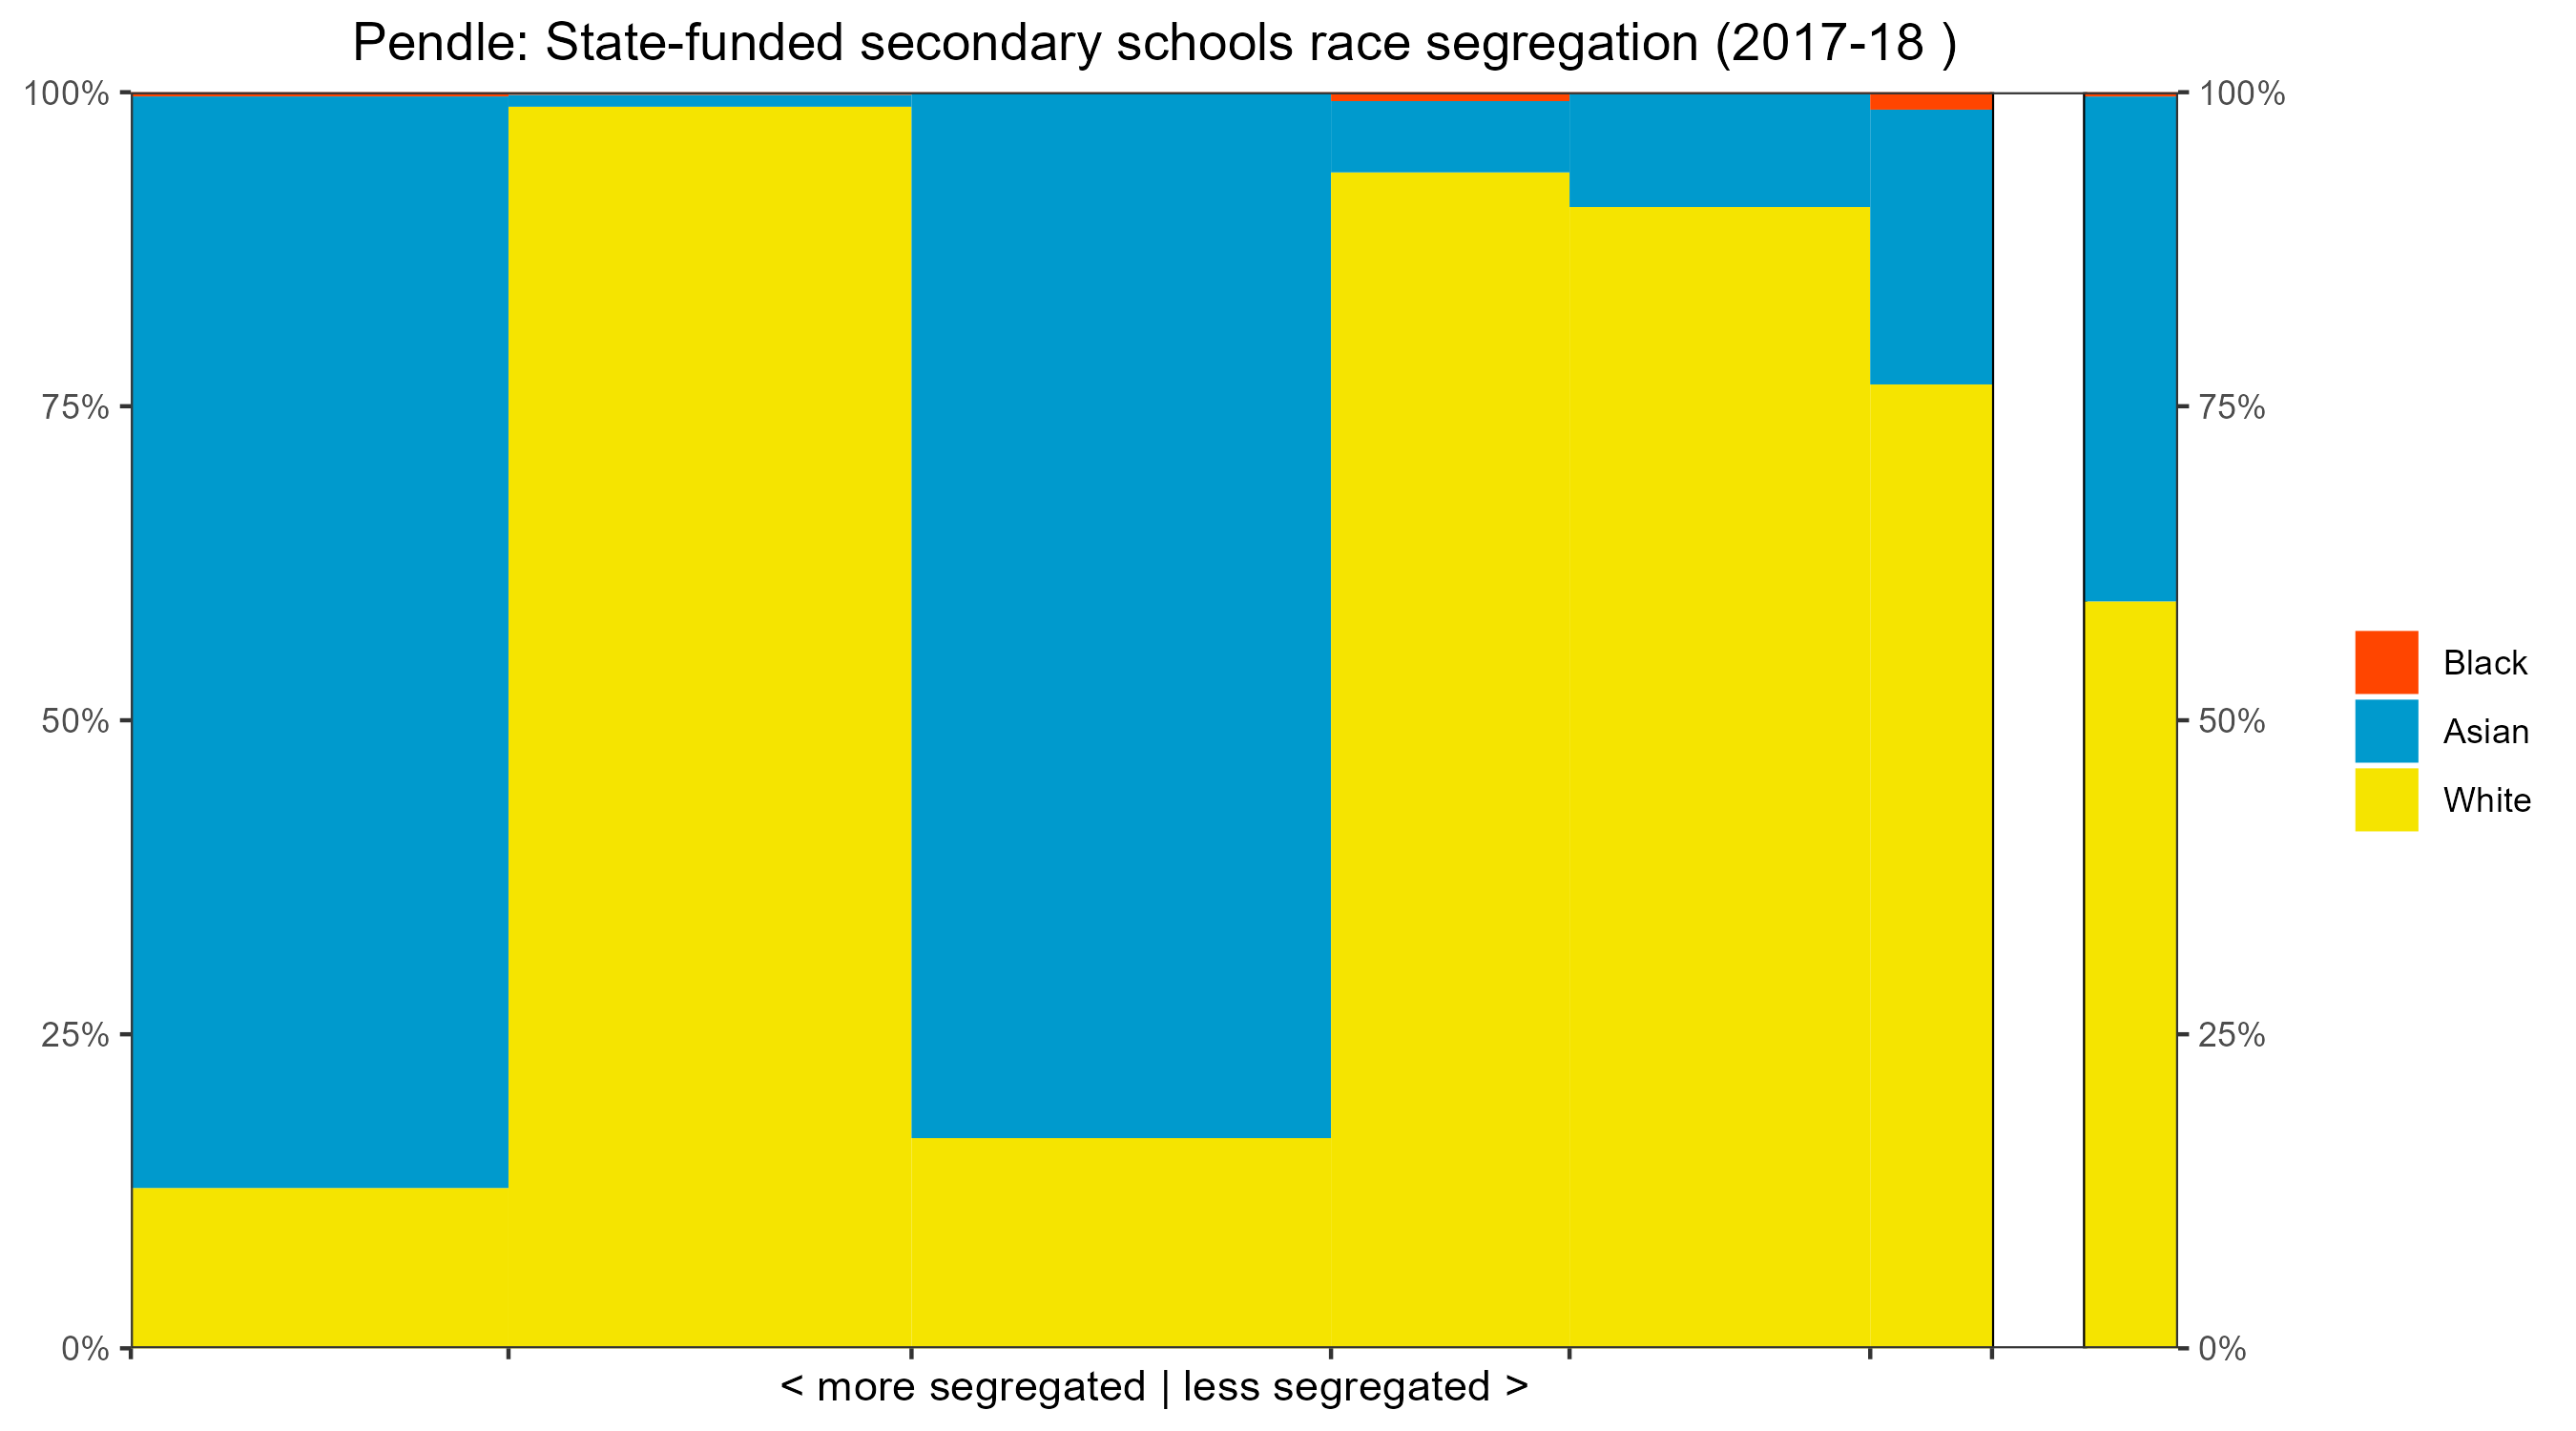 Pendle: State-funded secondary schools race segregation (2017-18 )
100%
75%
50%
25%
0%
100%
75%
50%
25%
0%
< more segregated | less segregated >
Black
Asian
White